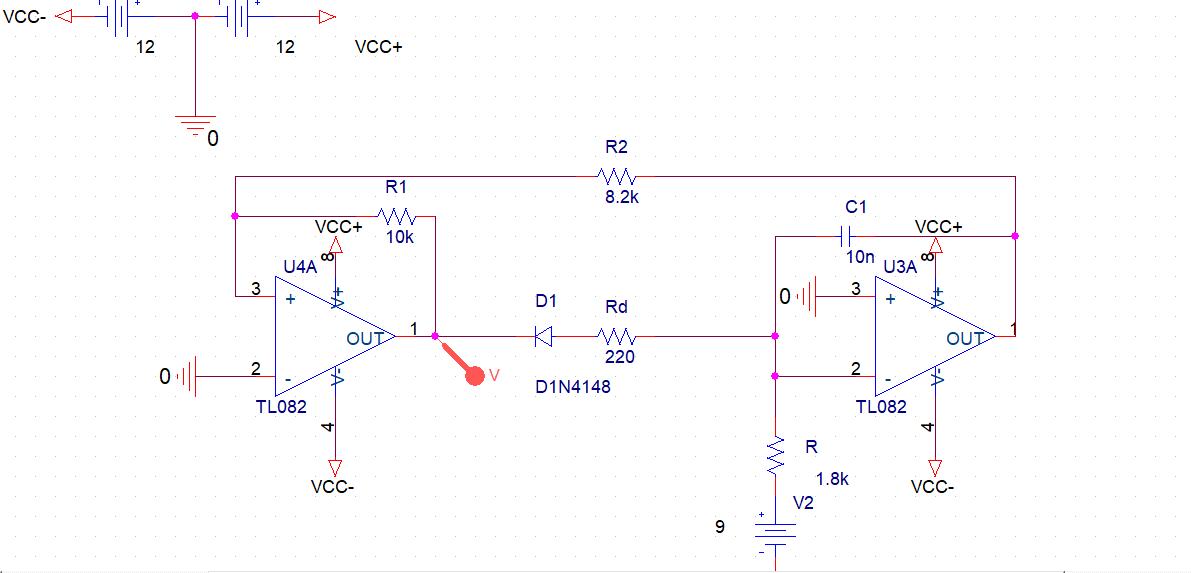 VCC-
12
12
VCC+
0
R2
8.2k
R1
10k
VCC+
8
U4A
3
+
V+
OUT
1
2
-
V-
0
TL082
4
VCC-
V
D1
D1N4148
Rd
220
C1
10n
VCC+
8
U3A
0
3
+
V+
OUT
1
2
-
V-
TL082
4
VCC-
R
1.8k
V2
9
+
-